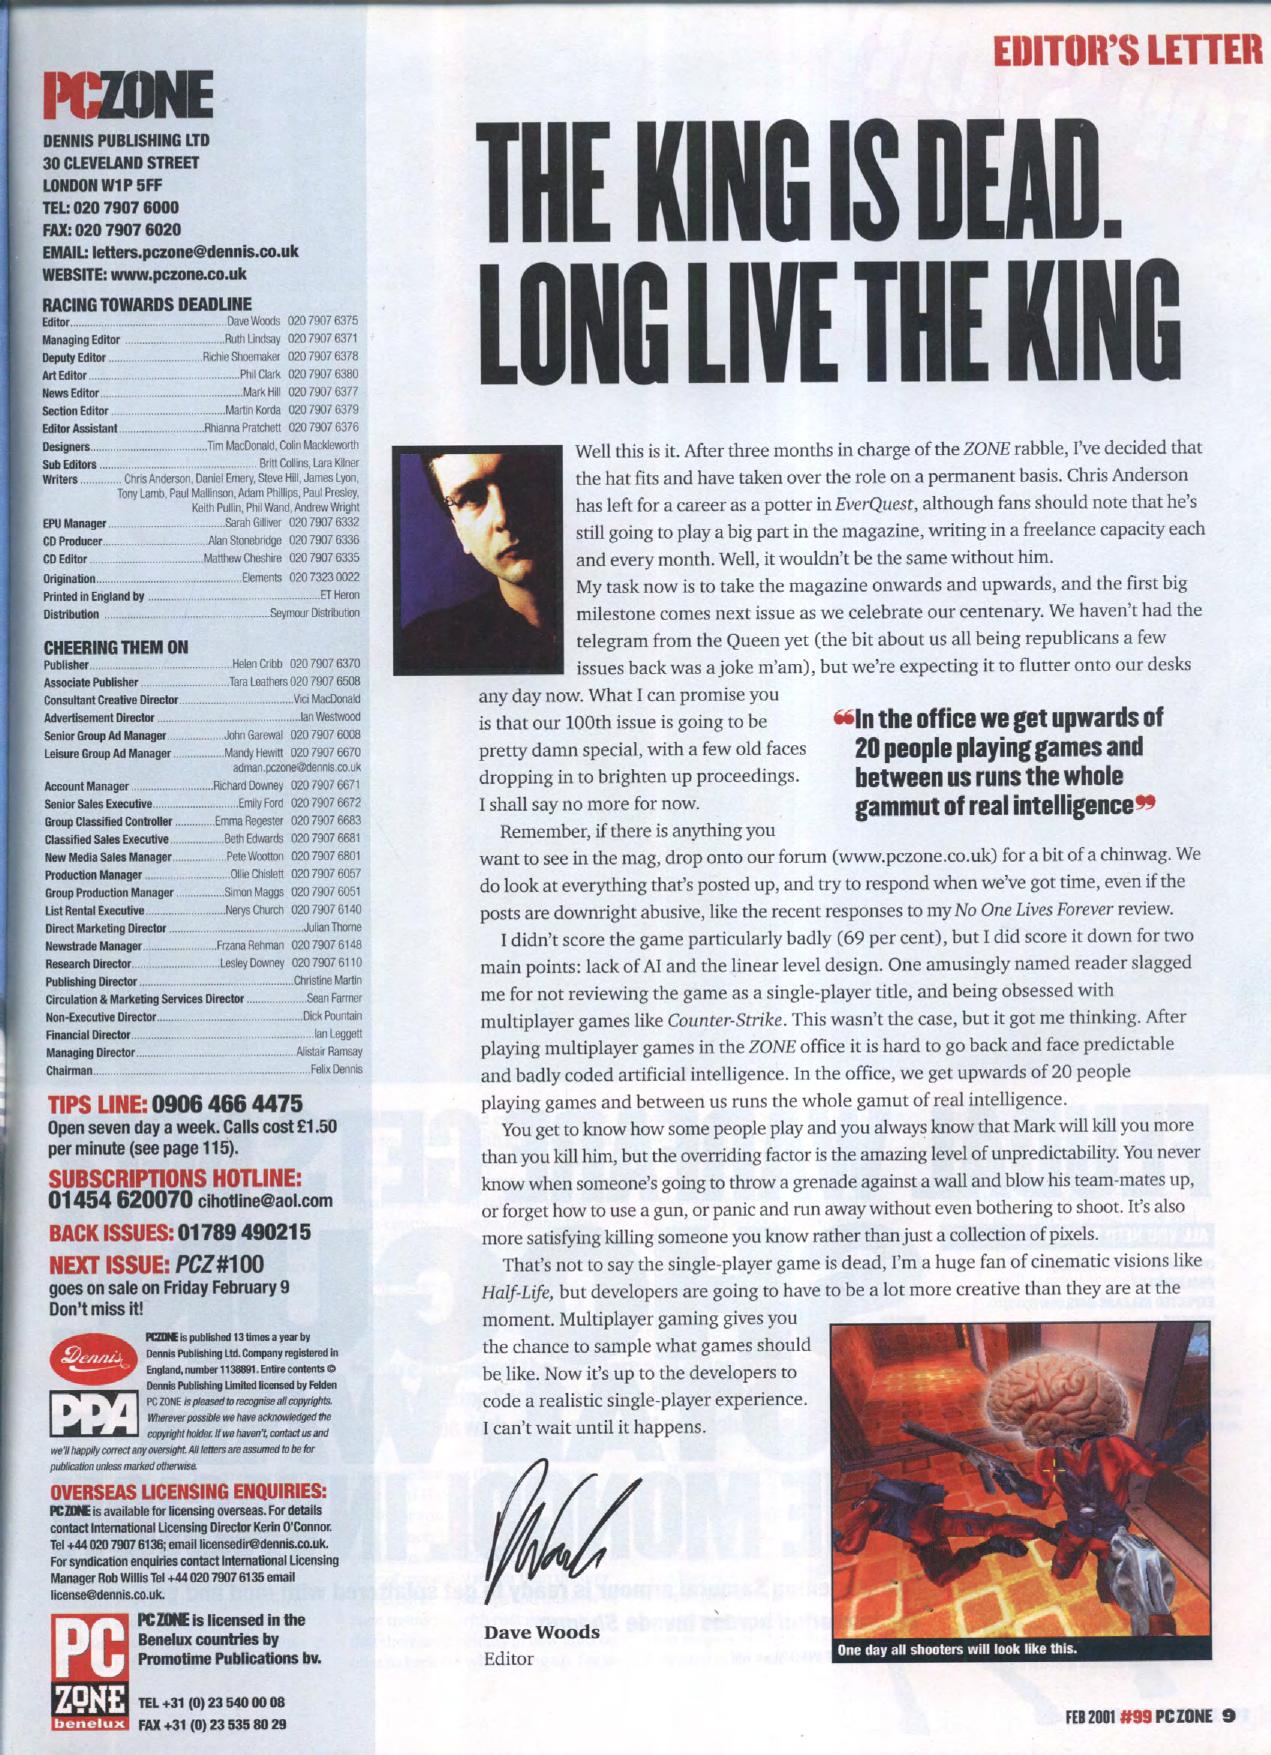 EDITOR'S LETTER
PCZONE
DENNIS PUBLISHING LTD
30 CLEVELAND STREET
LONDON W1P 5FF
TEL: 020 7907 6000
FAX: 020 7907 6020
EMAIL: letters.pczone@dennis.co.uk
WEBSITE: www.pczone.co.uk
RACING TOWARDS DEADLINE
Editor Dave Woods 020 7907 6375
Managing Editor Ruth Lindsay 020 7907 6371
Deputy Editor Richie Shoemaker 020 7907 6378
Art Editor Phil Clark 020 7907 6380
News Editor Mark Hill 020 7907 6377
Section Editor Martin Korda 020 7907 6379
Editor Assistant Rhianna Pratchett 020 7907 6376
Designers Tim MacDonald, Colin Mackleworth
Sub Editors Britt Collins, Lara Kilner
Writers Chris Anderson, Daniel Emery, Steve Hill, James Lyon,
Tony Lamb, Paul Mallinson, Adam Phillips, Paul Presley,
Keith Pullin, Phil Wand, Andrew Wright
EPU Manager Sarah Gilliver 020 7907 6332
CD Producer Alan Stonebridge 020 7907 6336
CD Editor Matthew Cheshire 020 7907 6335
Origination Elements 020 7323 0022
Printed in England by ET Heron
Distribution Seymour Distribution
CHEERING THEM ON
Publisher Helen Cribb 020 7907 6370
Associate Publisher Tara Leathers 020 7907 6508
Consultant Creative Director Vici MacDonald
Advertisement Director Ian Westwood
Senior Group Ad Manager John Garewal 020 7907 6008
Leisure Group Ad Manager Mandy Hewitt 020 7907 6670
adman.pczone@dennis.co.uk
Account Manager Richard Downey 020 7907 6671
Senior Sales Executive Emily Ford 020 7907 6672
Group Classified Controller Emma Regester 020 7907 6683
Classified Sales Executive Beth Edwards 020 7907 6681
New Media Sales Manager Pete Wootton 020 7907 6801
Production Manager Ollie Chislett 020 7907 6057
Group Production Manager Simon Maggs 020 7907 6051
List Rental Executive Nerys Church 020 7907 6140
Direct Marketing Director Julian Thorne
Newstrade Manager Frzana Rehman 020 7907 6148
Research Director Lesley Downey 020 7907 6110
Publishing Director Christine Martin
Circulation & Marketing Services Director Sean Farmer
Non-Executive Director Dick Pountain
Financial Director Ian Leggett
Managing Director Alistair Ramsay
Chairman Felix Dennis
TIPS LINE: 0906 466 4475
Open seven day a week. Calls cost £1.50
per minute (see page 115).
SUBSCRIPTIONS HOTLINE:
01454 620070 cihotline@aol.com
BACK ISSUES: 01789 490215
NEXT ISSUE: PCZ #100
goes on sale on Friday February 9
Don't miss it!
Dennis
PPA
PCZONE is published 13 times a year by
Dennis Publishing Ltd. Company registered in
England, number 1138891. Entire contents ©
Dennis Publishing Limited licensed by Felden
PC ZONE is pleased to recognise all copyrights.
Wherever possible we have acknowledged the
copyright holder. If we haven't, contact us and
we'll happily correct any oversight. All letters are assumed to be for
publication unless marked otherwise.
OVERSEAS LICENSING ENQUIRIES:
PC ZONE is available for licensing overseas. For details
contact International Licensing Director Kerin O'Connor.
Tel +44 020 7907 6136; email licensedir@dennis.co.uk.
For syndication enquiries contact International Licensing
Manager Rob Willis Tel +44 020 7907 6135 email
license@dennis.co.uk.
PC
ZONE
benelux
PC ZONE is licensed in the
Benelux countries by
Promotime Publications bv.
TEL +31 (0) 23 540 00 08
FAX +31 (0) 23 535 80 29
THE KING IS DEAD.
LONG LIVE THE KING
Well this is it. After three months in charge of the ZONE rabble, I've decided that
the hat fits and have taken over the role on a permanent basis. Chris Anderson
has left for a career as a potter in EverQuest, although fans should note that he's
still going to play a big part in the magazine, writing in a freelance capacity each
and every month. Well, it wouldn't be the same without him.
My task now is to take the magazine onwards and upwards, and the first big
milestone comes next issue as we celebrate our centenary. We haven't had the
telegram from the Queen yet (the bit about us all being republicans a few
issues back was a joke m'am), but we're expecting it to flutter onto our desks
any day now. What I can promise you
is that our 100th issue is going to be
pretty damn special, with a few old faces
dropping in to brighten up proceedings.
I shall say no more for now.
Remember, if there is anything you
want to see in the mag, drop onto our forum (www.pczone.co.uk) for a bit of a chinwag. We
do look at everything that's posted up, and try to respond when we've got time, even if the
posts are downright abusive, like the recent responses to my No One Lives Forever review.
I didn't score the game particularly badly (69 per cent), but I did score it down for two
main points: lack of AI and the linear level design. One amusingly named reader slagged
me for not reviewing the game as a single-player title, and being obsessed with
multiplayer games like Counter-Strike. This wasn't the case, but it got me thinking. After
playing multiplayer games in the ZONE office it is hard to go back and face predictable
and badly coded artificial intelligence. In the office, we get upwards of 20 people
playing games and between us runs the whole gamut of real intelligence.
You get to know how some people play and you always know that Mark will kill you more
than you kill him, but the overriding factor is the amazing level of unpredictability. You never
know when someone's going to throw a grenade against a wall and blow his team-mates up,
or forget how to use a gun, or panic and run away without even bothering to shoot. It's also
more satisfying killing someone you know rather than just a collection of pixels.
That's not to say the single-player game is dead, I'm a huge fan of cinematic visions like
Half-Life, but developers are going to have to be a lot more creative than they are at the
moment. Multiplayer gaming gives you
the chance to sample what games should
be like. Now it's up to the developers to
code a realistic single-player experience.
I can't wait until it happens.
“In the office we get upwards of
20 people playing games and
between us runs the whole
gammut of real intelligence”
DWoods
Dave Woods
Editor
One day all shooters will look like this.
FEB 2001 #99 PC ZONE 9